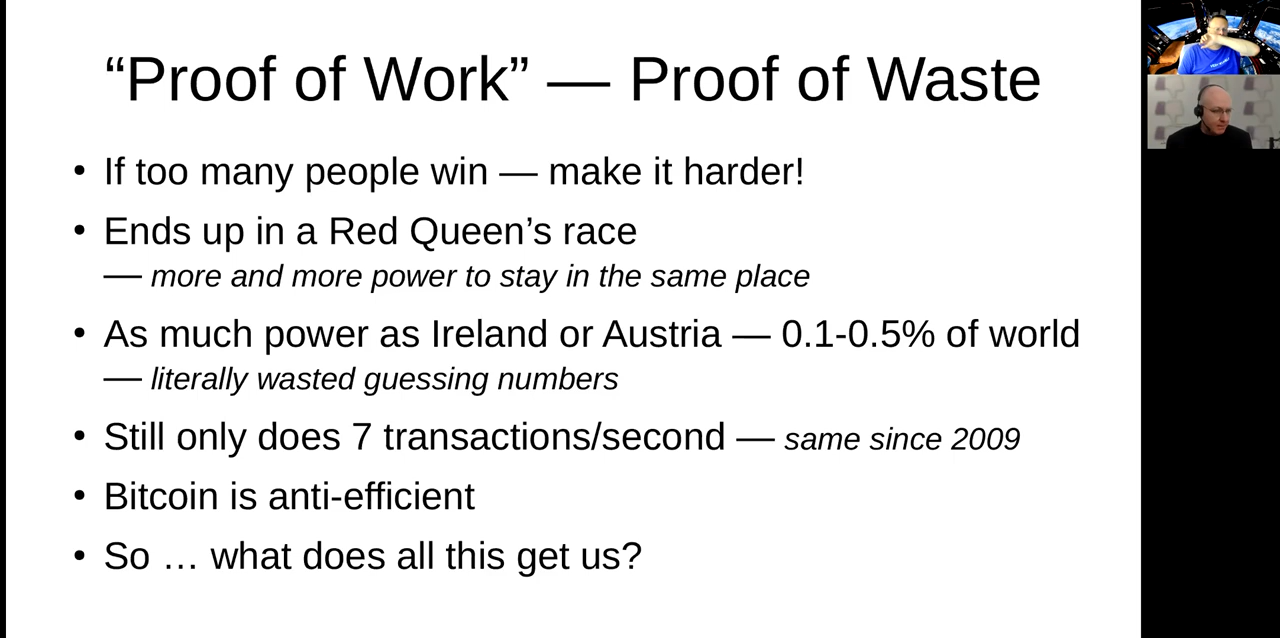 “Proof of Work” — Proof of Waste
• If too many people win — make it harder!
• Ends up in a Red Queen’s race
— more and more power to stay in the same place
• As much power as Ireland or Austria — 0.1-0.5% of world
— literally wasted guessing numbers
• Still only does 7 transactions/second — same since 2009
• Bitcoin is anti-efficient
• So … what does all this get us?